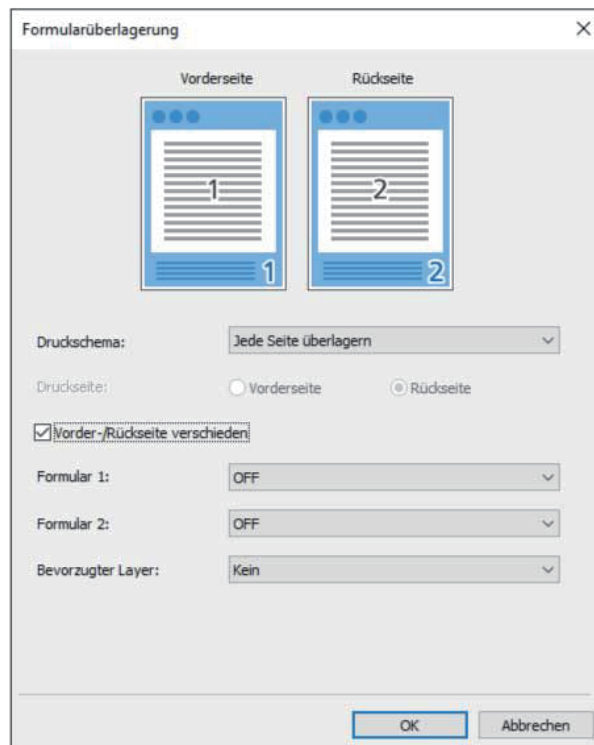 Formularüberlagerung
Vorderseite Rückseite
1 2
1 2
Druckschema: Jede Seite überlagern
Druckseite: Vorderseite Rückseite
Vorder-/Rückseite verschieden
Formular 1: OFF
Formular 2: OFF
Bevorzugter Layer: Kein
OK Abbrechen